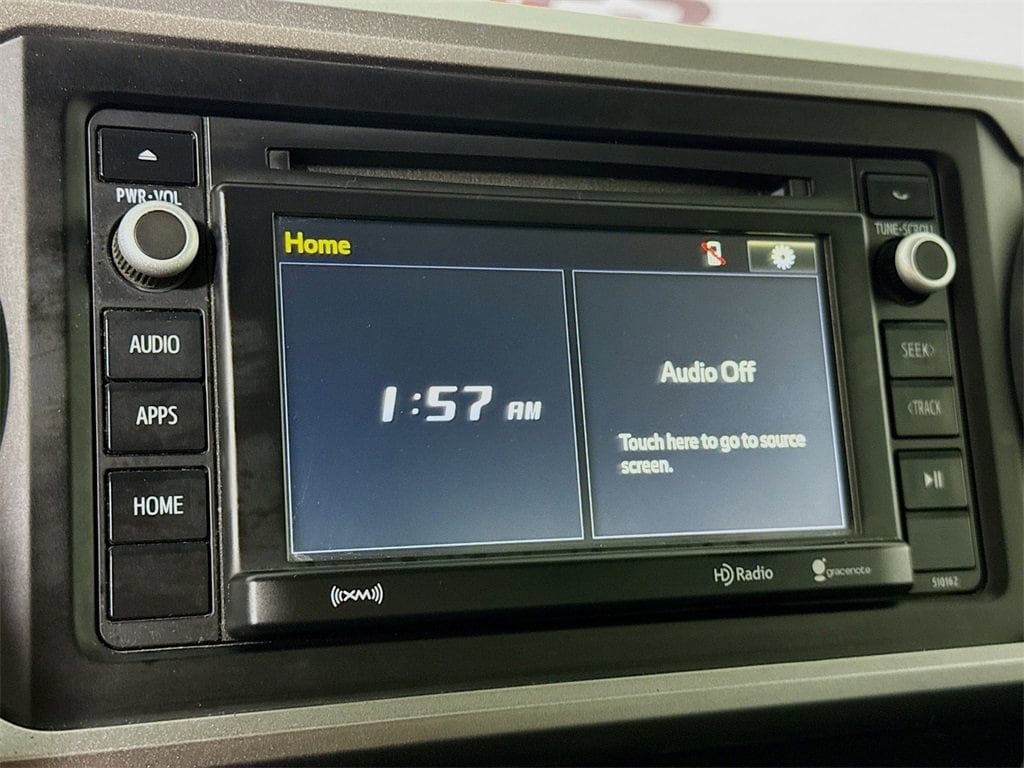 PWR•VOL
TUNE•SCROLL
Home
AUDIO
APPS
HOME
1:57 AM
Audio Off
Touch here to go to source
screen.
SEEK>
<TRACK
((XM))
HD Radio
gracenote
510162